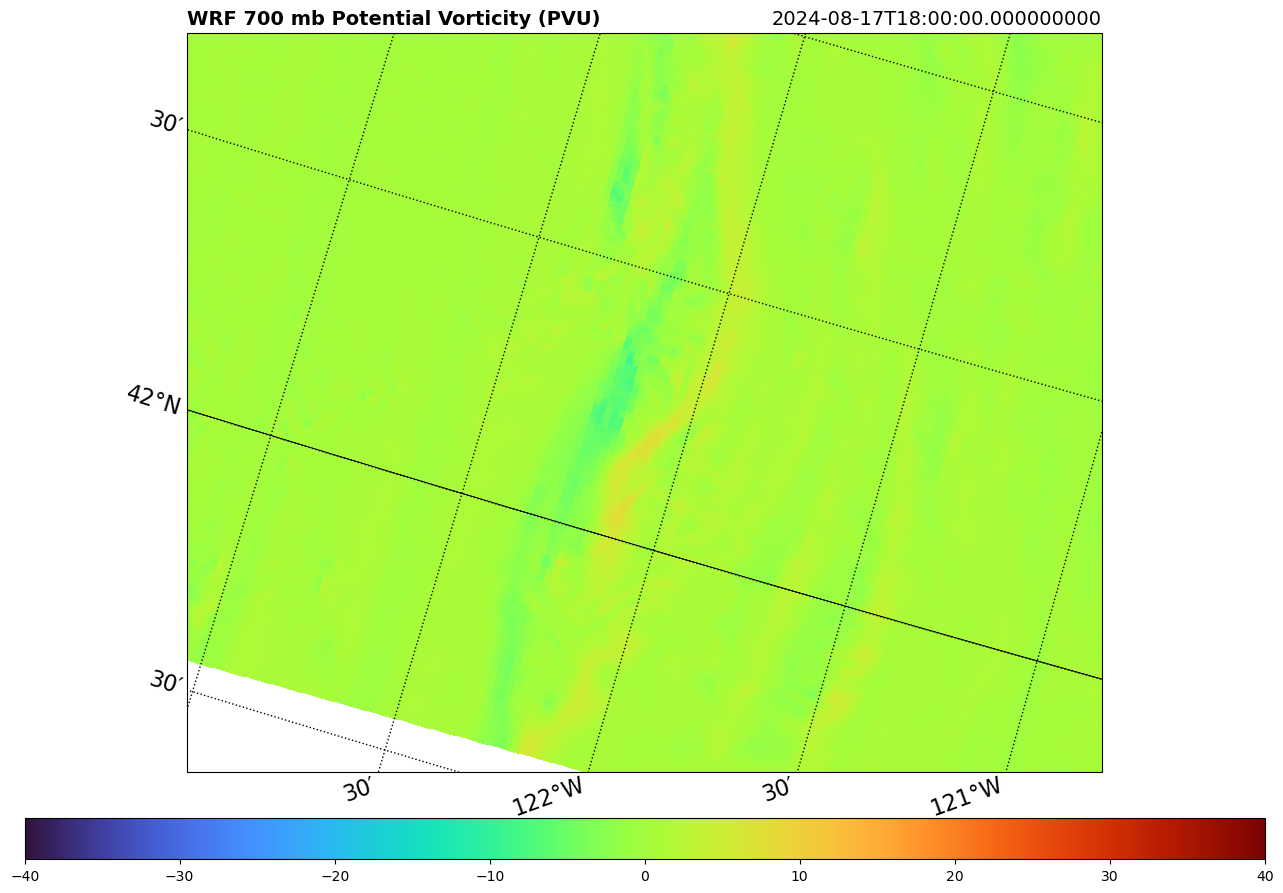 WRF 700 mb Potential Vorticity (PVU) 2024-08-17T18:00:00.000000000
30′
42°N
30′
30′ 122°W 30′ 121°W
−40 −30 −20 −10 0 10 20 30 40